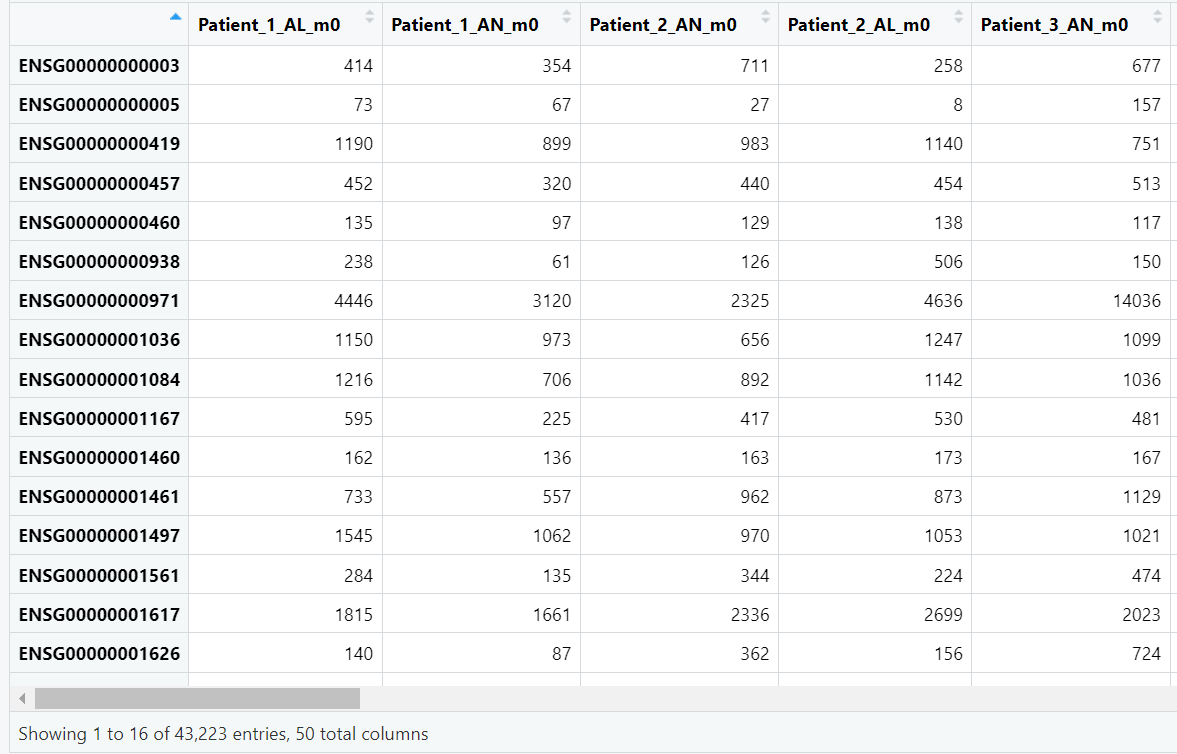 Patient_1_AL_m0 Patient_1_AN_m0 Patient_2_AN_m0 Patient_2_AL_m0 Patient_3_AN_m0
ENSG00000000003 414 354 711 258 677
ENSG00000000005 73 67 27 8 157
ENSG00000000419 1190 899 983 1140 751
ENSG00000000457 452 320 440 454 513
ENSG00000000460 135 97 129 138 117
ENSG00000000938 238 61 126 506 150
ENSG00000000971 4446 3120 2325 4636 14036
ENSG00000001036 1150 973 656 1247 1099
ENSG00000001084 1216 706 892 1142 1036
ENSG00000001167 595 225 417 530 481
ENSG00000001460 162 136 163 173 167
ENSG00000001461 733 557 962 873 1129
ENSG00000001497 1545 1062 970 1053 1021
ENSG00000001561 284 135 344 224 474
ENSG00000001617 1815 1661 2336 2699 2023
ENSG00000001626 140 87 362 156 724
Showing 1 to 16 of 43,223 entries, 50 total columns